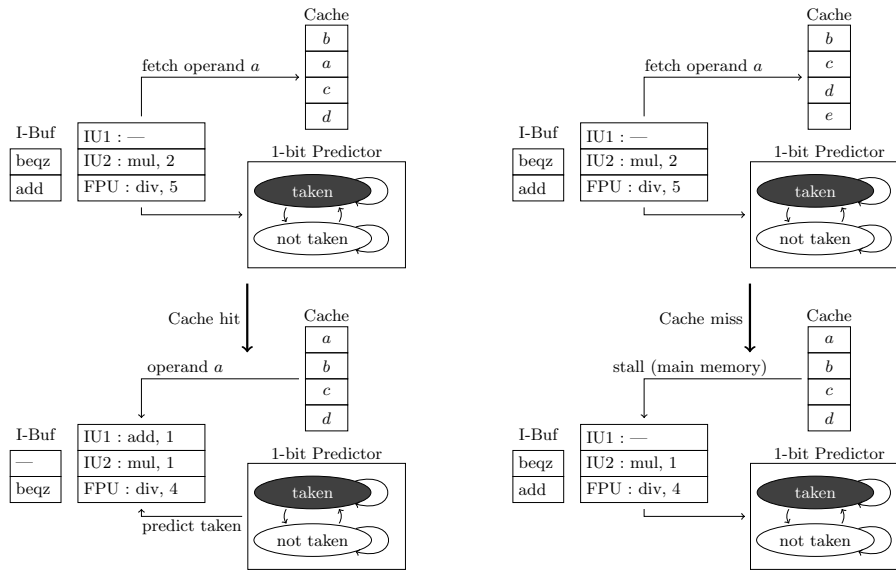 Cache
b
a
c
d
fetch operand a
I-Buf
beqz
add
IU1 : —
IU2 : mul, 2
FPU : div, 5
1-bit Predictor
taken
not taken
Cache hit
Cache
a
b
c
d
operand a
I-Buf
—
beqz
IU1 : add, 1
IU2 : mul, 1
FPU : div, 4
1-bit Predictor
taken
not taken
predict taken
Cache
b
c
d
e
fetch operand a
I-Buf
beqz
add
IU1 : —
IU2 : mul, 2
FPU : div, 5
1-bit Predictor
taken
not taken
Cache miss
Cache
a
b
c
d
stall (main memory)
I-Buf
beqz
add
IU1 : —
IU2 : mul, 1
FPU : div, 4
1-bit Predictor
taken
not taken